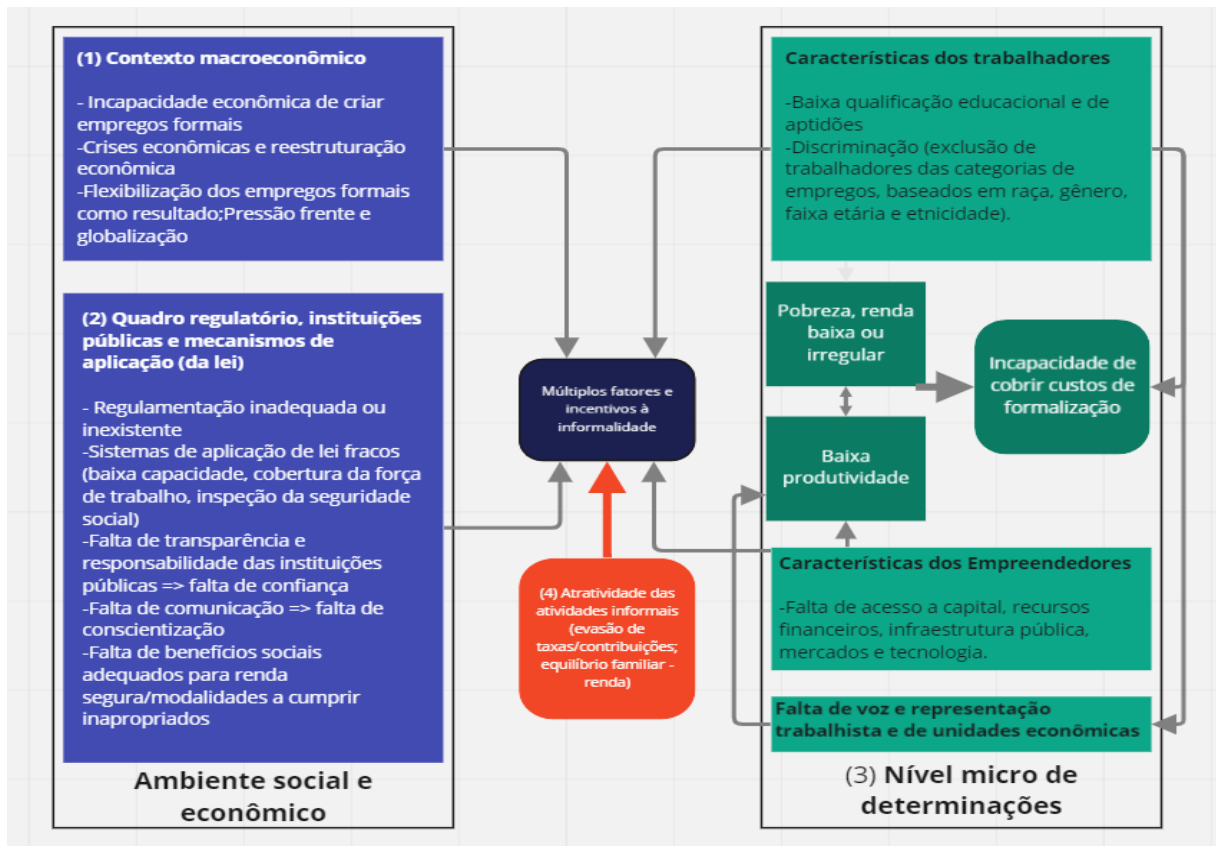 (1) Contexto macroeconômico
- Incapacidade econômica de criar
empregos formais
-Crises econômicas e reestruturação
econômica
-Flexibilização dos empregos formais
como resultado;Pressão frente e
globalização
(2) Quadro regulatório, instituições
públicas e mecanismos de
aplicação (da lei)
- Regulamentação inadequada ou
inexistente
-Sistemas de aplicação de lei fracos
(baixa capacidade, cobertura da força
de trabalho, inspeção da seguridade
social)
-Falta de transparência e
responsabilidade das instituições
públicas => falta de confiança
-Falta de comunicação => falta de
conscientização
-Falta de benefícios sociais
adequados para renda
segura/modalidades a cumprir
inapropriados
Ambiente social e
econômico
Múltiplos fatores e
incentivos à
informalidade
(4) Atratividade das
atividades informais
(evasão de
taxas/contribuições;
equilíbrio familiar -
renda)
Características dos trabalhadores
-Baixa qualificação educacional e de
aptidões
-Discriminação (exclusão de
trabalhadores das categorias de
empregos, baseados em raça, gênero,
faixa etária e etnicidade).
Pobreza, renda
baixa ou
irregular
Incapacidade de
cobrir custos de
formalização
Baixa
produtividade
Características dos Empreendedores
-Falta de acesso a capital, recursos
financeiros, infraestrutura pública,
mercados e tecnologia.
Falta de voz e representação
trabalhista e de unidades econômicas
(3) Nível micro de
determinações